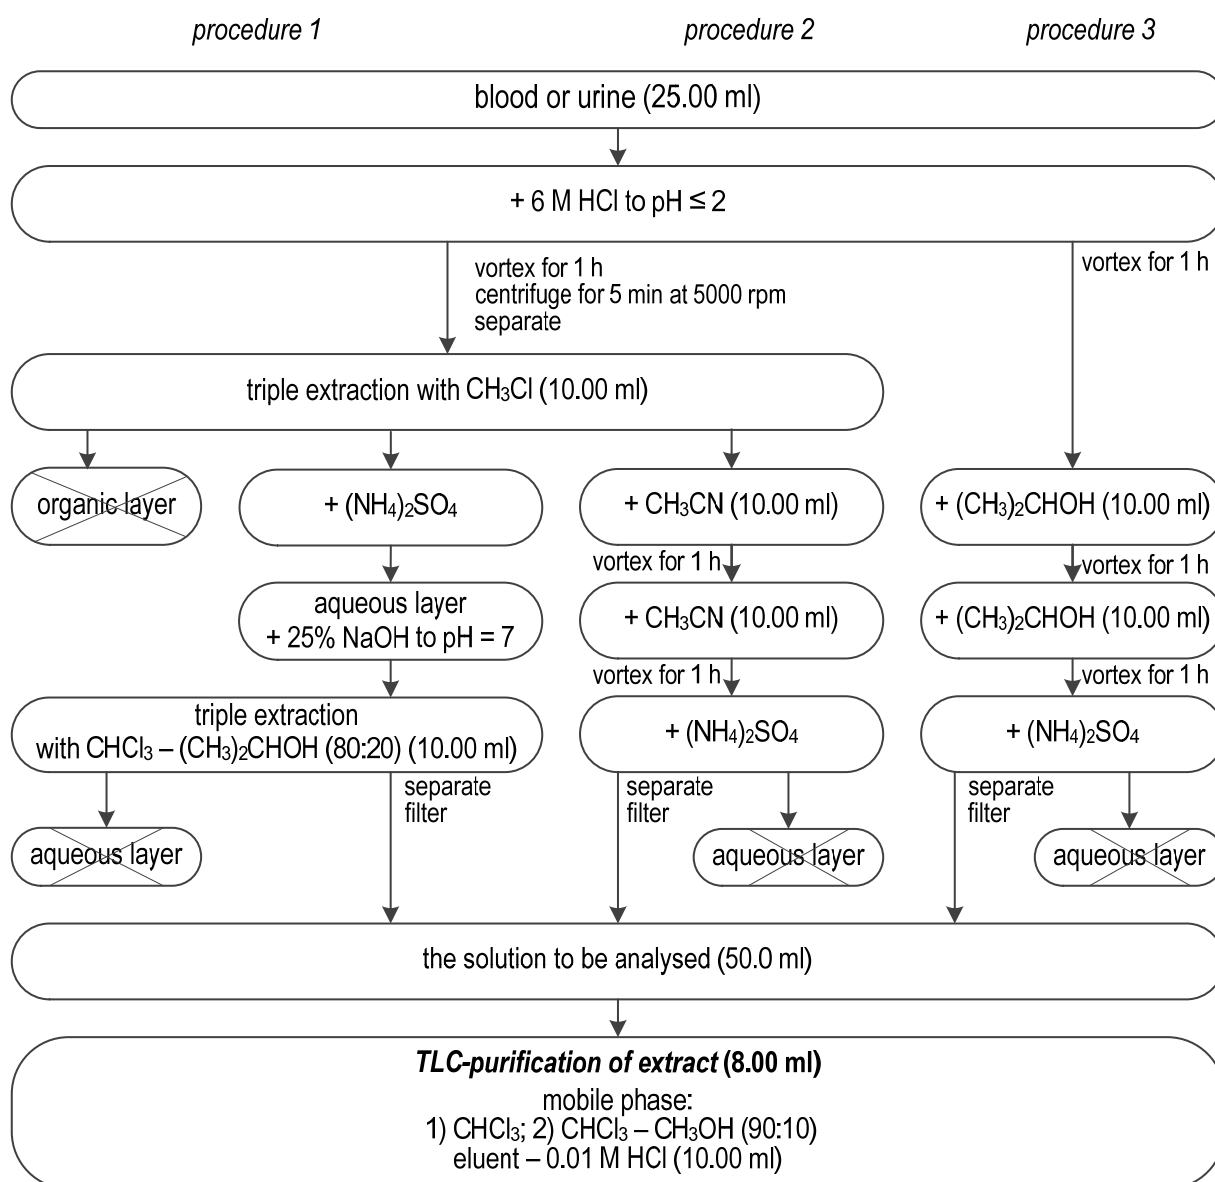 procedure 1
procedure 2
procedure 3
blood or urine (25.00 ml)
+ 6 M HCl to pH ≤ 2
vortex for 1 h
centrifuge for 5 min at 5000 rpm
separate
vortex for 1 h
triple extraction with CH₃Cl (10.00 ml)
organic layer
+ (NH₄)₂SO₄
+ CH₃CN (10.00 ml)
+ (CH₃)₂CHOH (10.00 ml)
vortex for 1 h
vortex for 1 h
aqueous layer
+ 25% NaOH to pH = 7
+ CH₃CN (10.00 ml)
+ (CH₃)₂CHOH (10.00 ml)
vortex for 1 h
vortex for 1 h
triple extraction
with CHCl₃ – (CH₃)₂CHOH (80:20) (10.00 ml)
+ (NH₄)₂SO₄
+ (NH₄)₂SO₄
separate
filter
separate
filter
separate
filter
aqueous layer
aqueous layer
aqueous layer
the solution to be analysed (50.0 ml)
TLC-purification of extract (8.00 ml)
mobile phase:
1) CHCl₃; 2) CHCl₃ – CH₃OH (90:10)
eluent – 0.01 M HCl (10.00 ml)